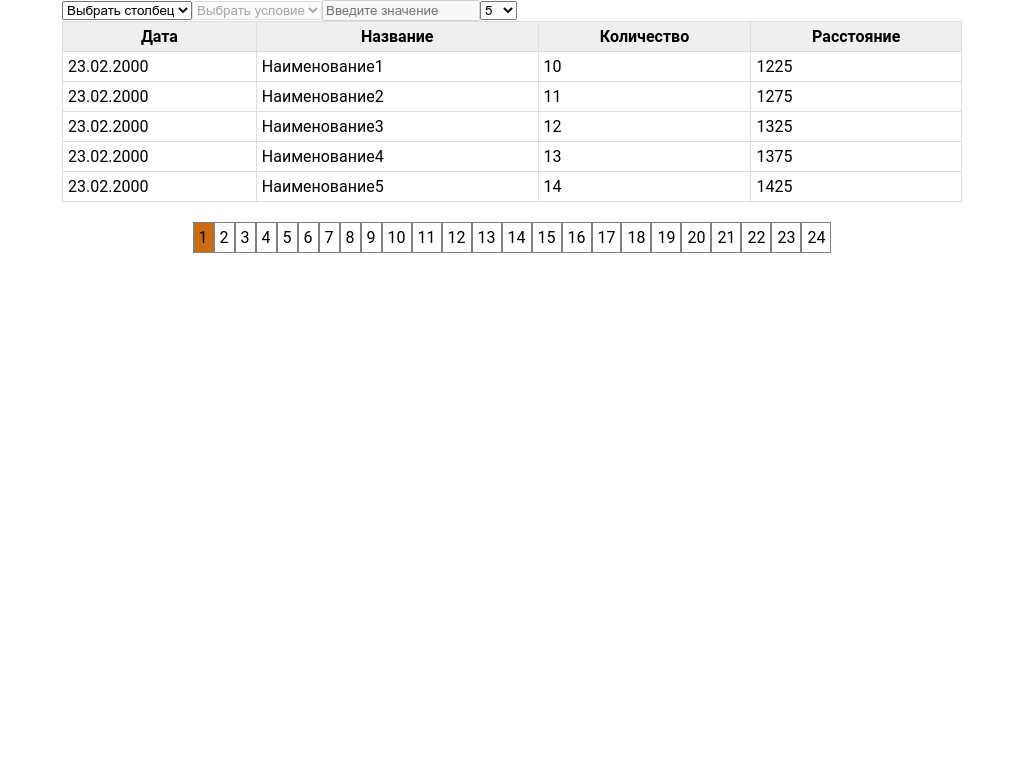 Выбрать столбец Выбрать условие Введите значение 5
Дата Название Количество Расстояние
23.02.2000 Наименование1 10 1225
23.02.2000 Наименование2 11 1275
23.02.2000 Наименование3 12 1325
23.02.2000 Наименование4 13 1375
23.02.2000 Наименование5 14 1425
1 2 3 4 5 6 7 8 9 10 11 12 13 14 15 16 17 18 19 20 21 22 23 24